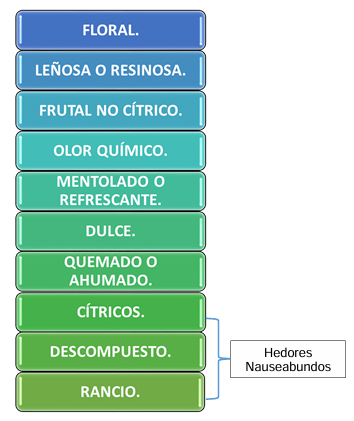 FLORAL.
LEÑOSA O RESINOSA.
FRUTAL NO CÍTRICO.
OLOR QUÍMICO.
MENTOLADO O
REFRESCANTE.
DULCE.
QUEMADO O
AHUMADO.
CÍTRICOS.
DESCOMPUESTO.
RANCIO.
Hedores
Nauseabundos